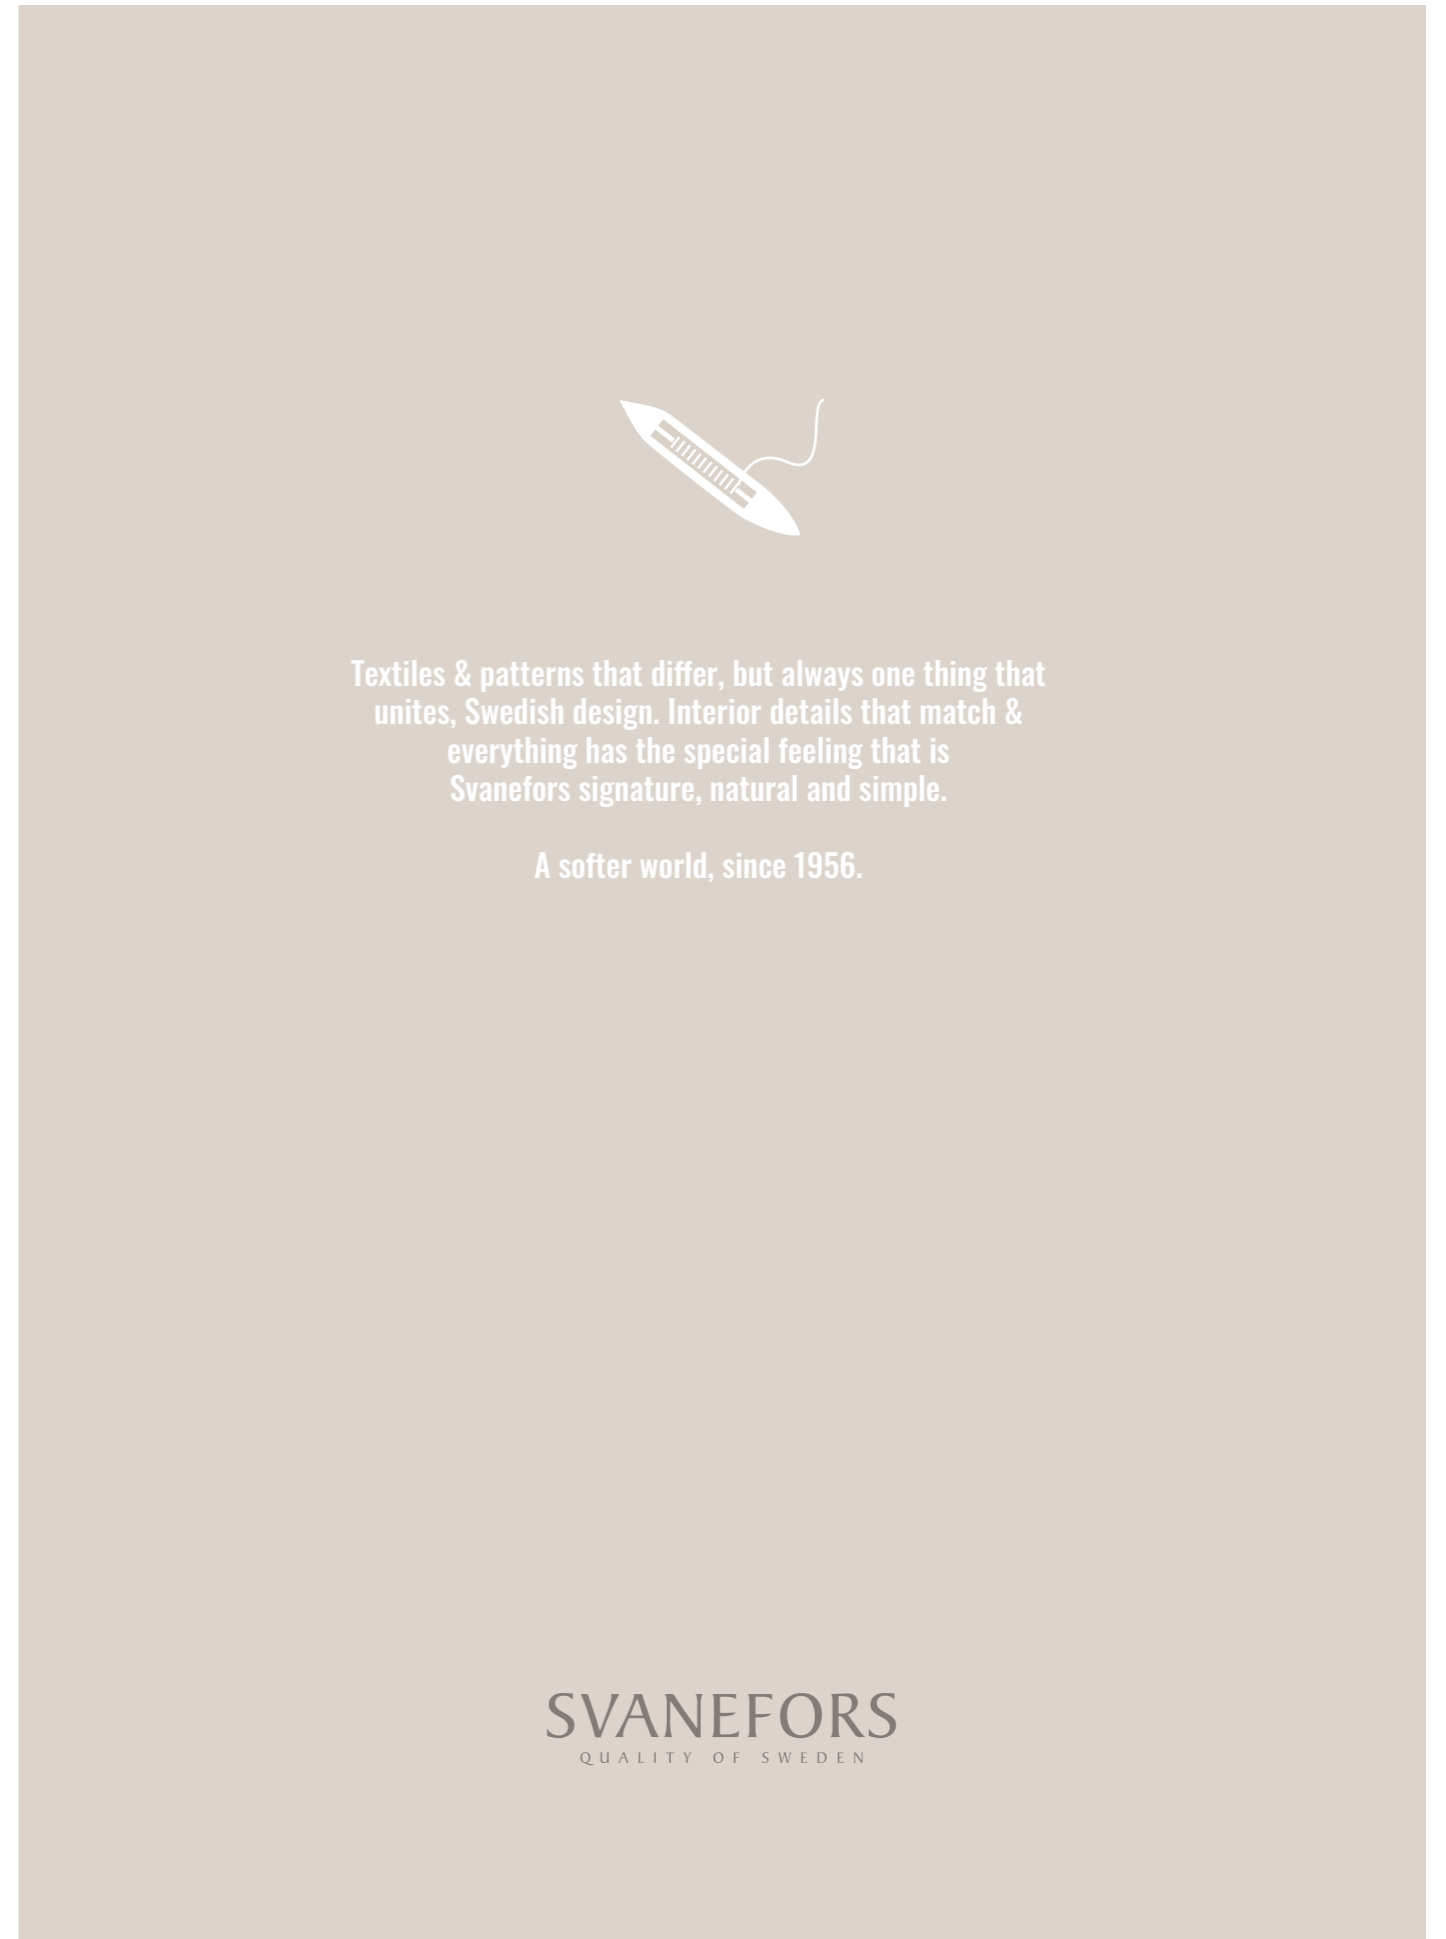 Textiles & patterns that differ, but always one thing that
unites, Swedish design. Interior details that match &
everything has the special feeling that is
Svanefors signature, natural and simple.
A softer world, since 1956.
SVANEFORS
QUALITY OF SWEDEN